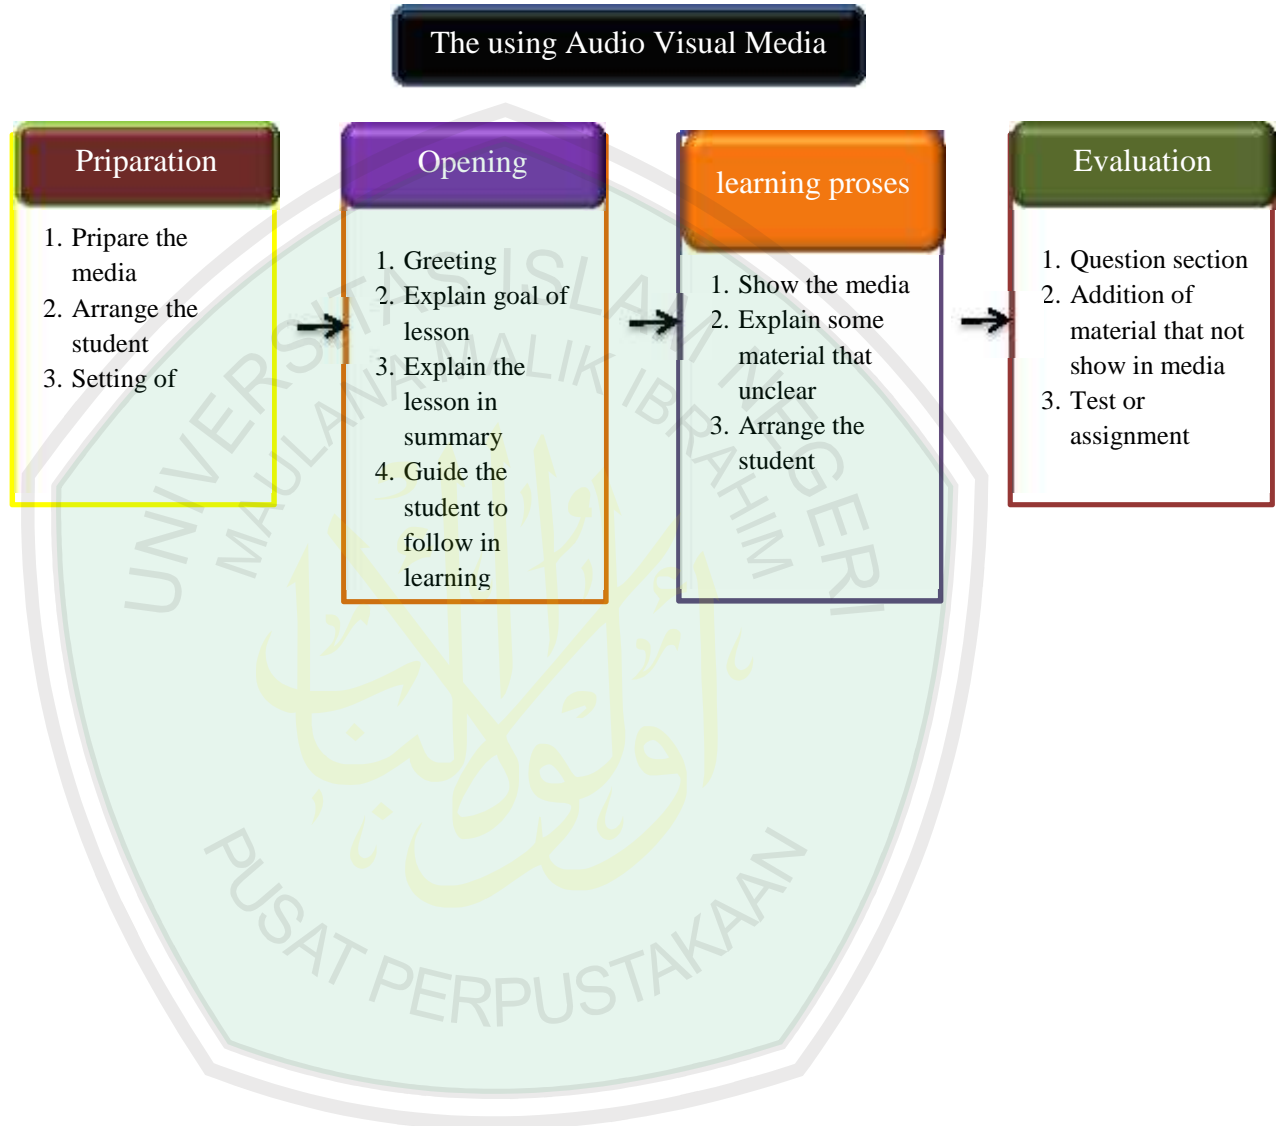 The using Audio Visual Media
Priparation
1. Pripare the
media
2. Arrange the
student
3. Setting of
Opening
1. Greeting
2. Explain goal of
lesson
3. Explain the
lesson in
summary
4. Guide the
student to
follow in
learning
learning proses
1. Show the media
2. Explain some
material that
unclear
3. Arrange the
student
Evaluation
1. Question section
2. Addition of
material that not
show in media
3. Test or
assignment
UNIVERSITAS ISLAM NEGERI
MAULANA MALIK IBRAHIM
PUSAT PERPUSTAKAAN